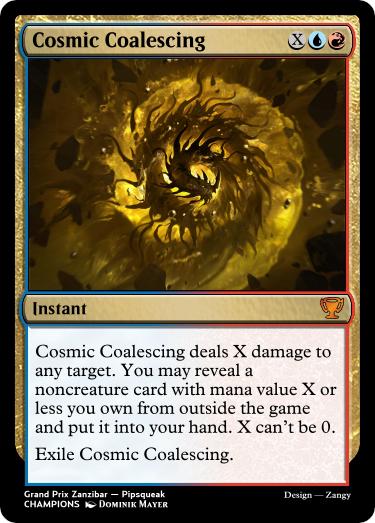 Cosmic Coalescing
X
Instant
Cosmic Coalescing deals X damage to
any target. You may reveal a
noncreature card with mana value X or
less you own from outside the game
and put it into your hand. X can't be 0.
Exile Cosmic Coalescing.
Grand Prix Zanzibar — Pipsqueak
Design — Zangy
CHAMPIONS Dominik Mayer